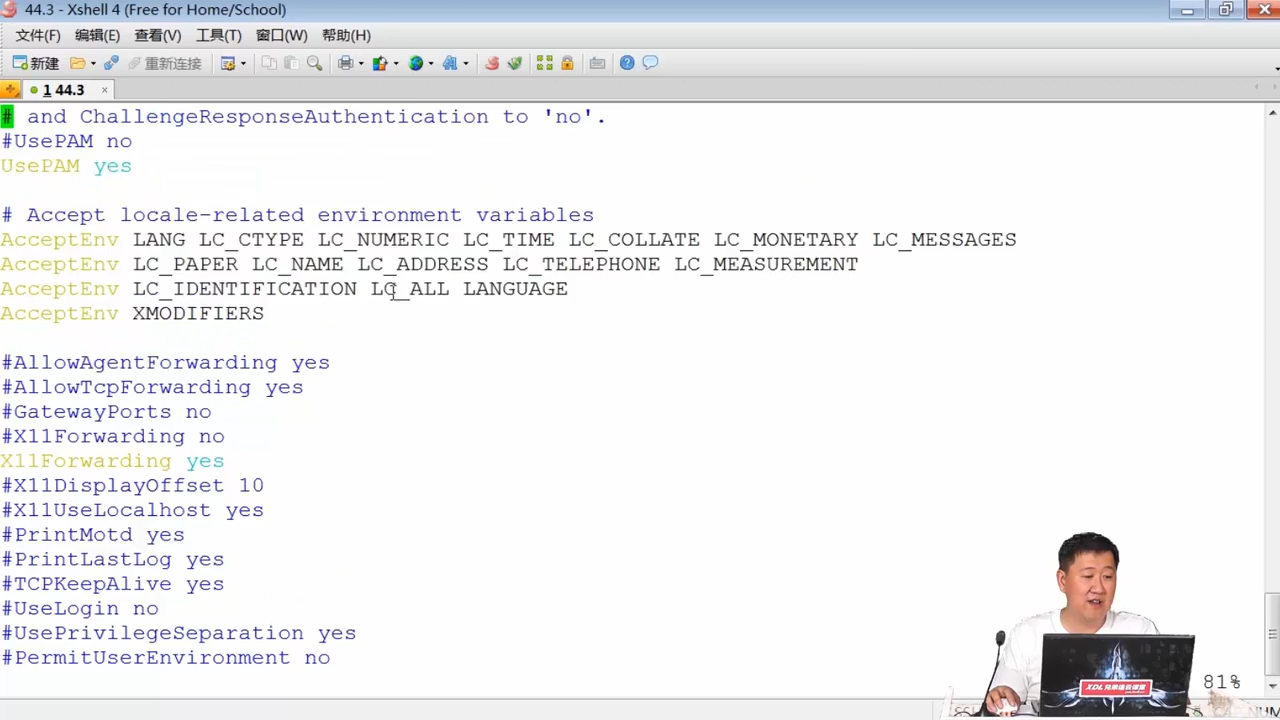 44.3 - Xshell 4 (Free for Home/School)
文件(F) 编辑(E) 查看(V) 工具(T) 窗口(W) 帮助(H)
新建 重新连接
1 44.3
# and ChallengeResponseAuthentication to 'no'.
#UsePAM no
UsePAM yes
# Accept locale-related environment variables
AcceptEnv LANG LC_CTYPE LC_NUMERIC LC_TIME LC_COLLATE LC_MONETARY LC_MESSAGES
AcceptEnv LC_PAPER LC_NAME LC_ADDRESS LC_TELEPHONE LC_MEASUREMENT
AcceptEnv LC_IDENTIFICATION LC_ALL LANGUAGE
AcceptEnv XMODIFIERS
#AllowAgentForwarding yes
#AllowTcpForwarding yes
#GatewayPorts no
#X11Forwarding no
X11Forwarding yes
#X11DisplayOffset 10
#X11UseLocalhost yes
#PrintMotd yes
#PrintLastLog yes
#TCPKeepAlive yes
#UseLogin no
#UsePrivilegeSeparation yes
#PermitUserEnvironment no
81%